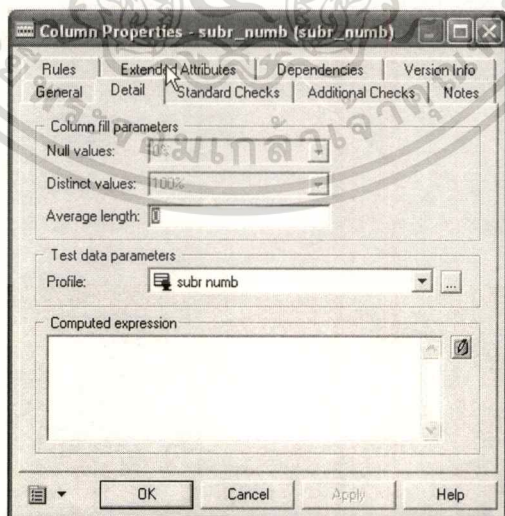 Column Properties - subr_numb (subr_numb)
Rules Extended Attributes Dependencies Version Info
General Detail Standard Checks Additional Checks Notes
Column fill parameters
Null values: 0%
Distinct values: 100%
Average length: 0
Test data parameters
Profile: subr numb ...
Computed expression
OK Cancel Apply Help